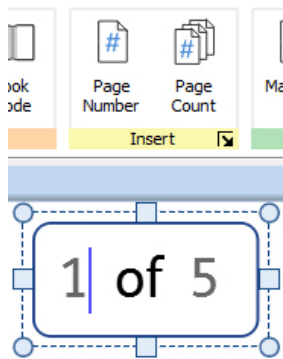 ook
ode
Page
Number
Page
Count
Ma
Insert
1 of 5